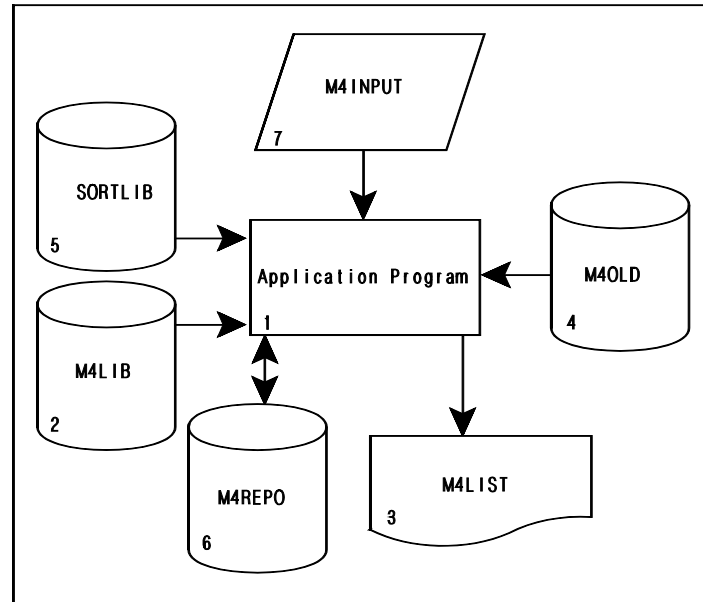 M4INPUT
7
SORTLIB
5
Application Program
1
M4OLD
4
M4LIB
2
M4REPO
6
M4LIST
3